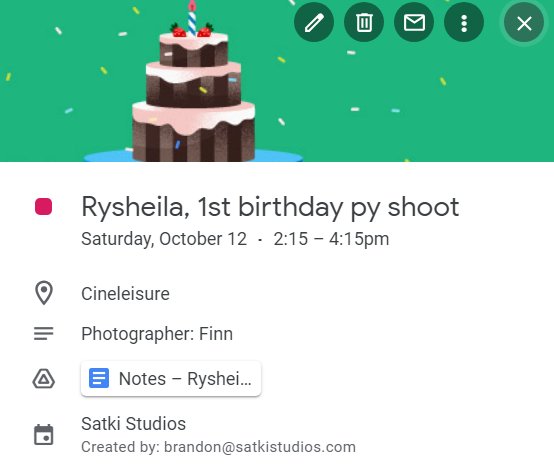 Rysheila, 1st birthday py shoot
Saturday, October 12 · 2:15 – 4:15pm
Cineleisure
Photographer: Finn
Notes – Ryshei...
Satki Studios
Created by: brandon@satkistudios.com